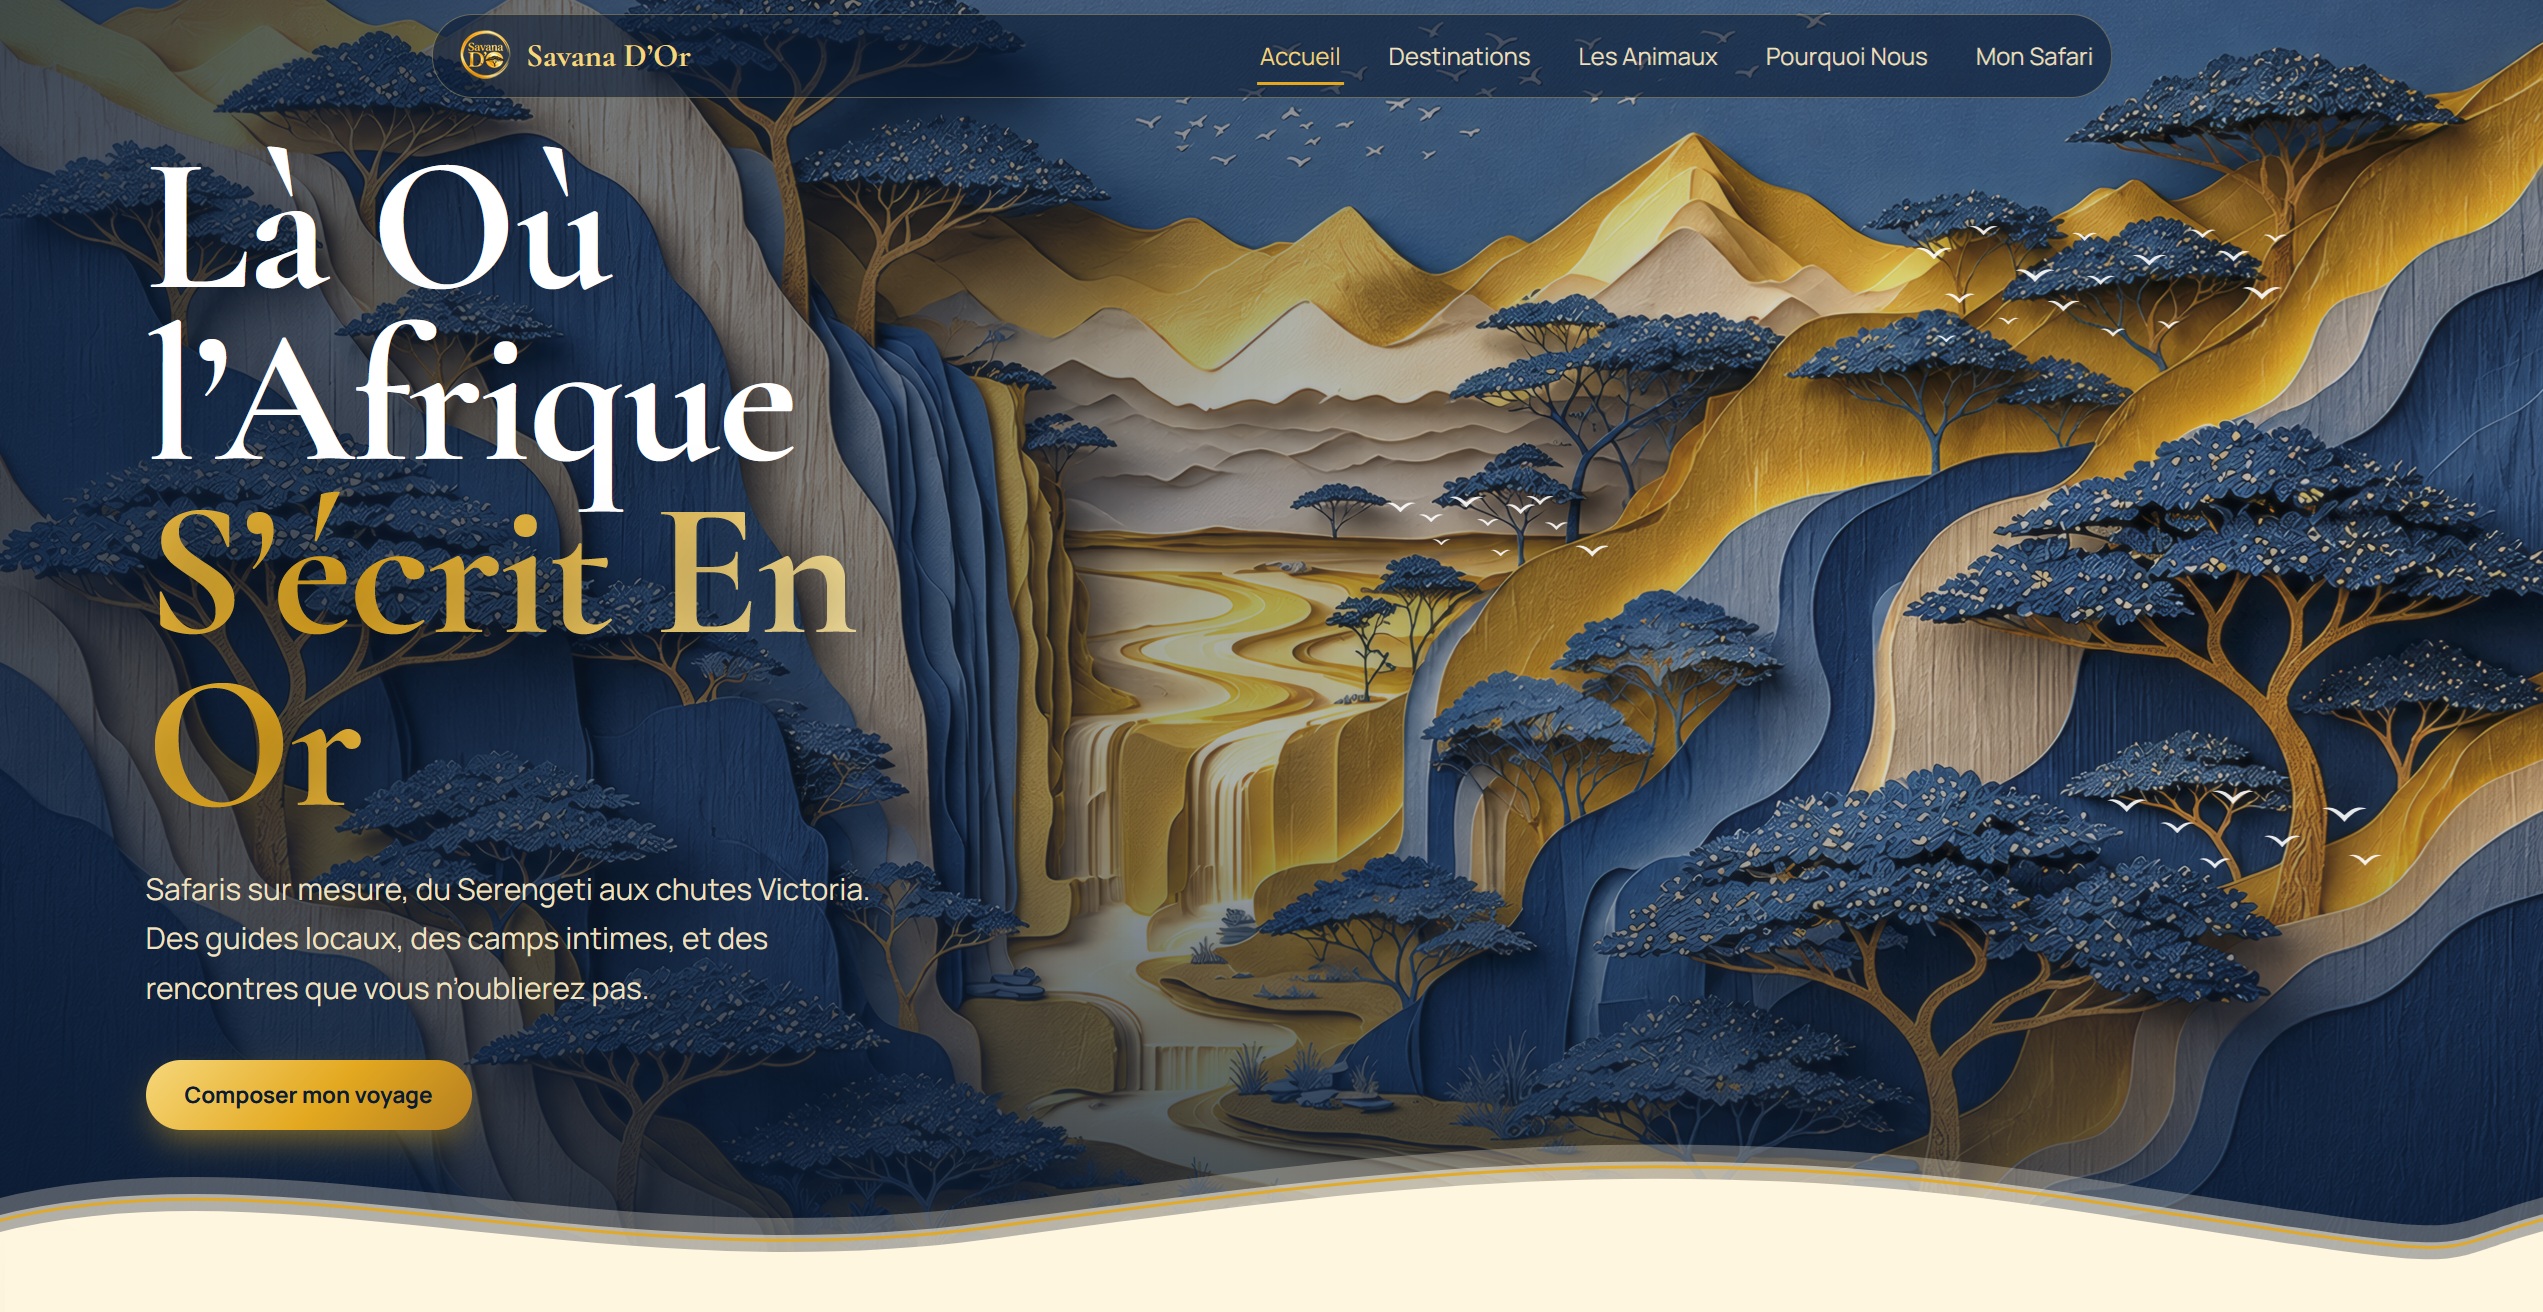 Savana D'O
Savana D’Or
Accueil
Destinations
Les Animaux
Pourquoi Nous
Mon Safari
Là Où
l’Afrique
S’écrit En
Or
Safaris sur mesure, du Serengeti aux chutes Victoria.
Des guides locaux, des camps intimes, et des
rencontres que vous n’oublierez pas.
Composer mon voyage